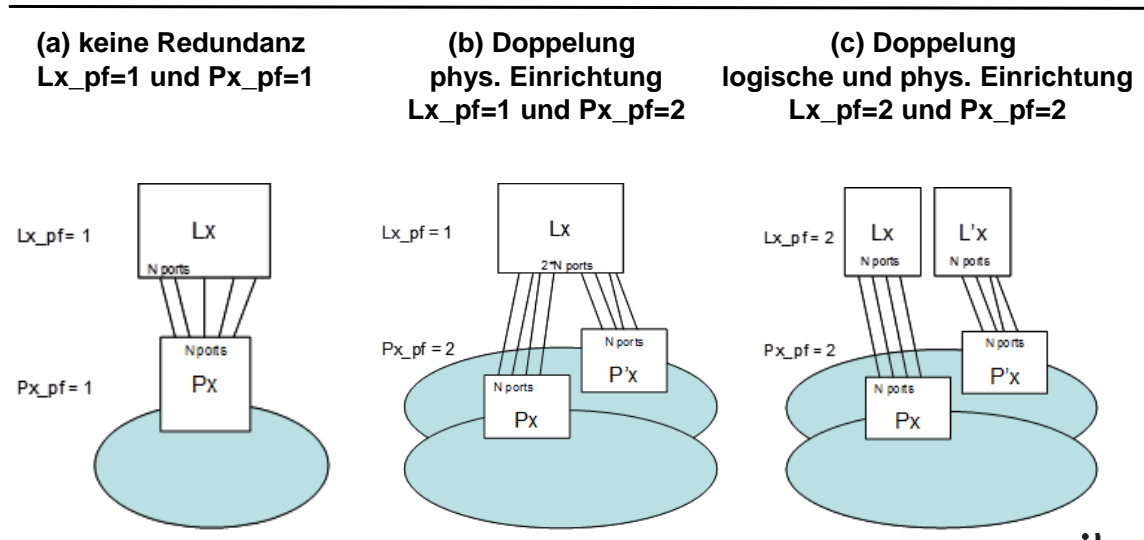 (a) keine Redundanz
Lx_pf=1 und Px_pf=1
(b) Doppelung
phys. Einrichtung
Lx_pf=1 und Px_pf=2
(c) Doppelung
logische und phys. Einrichtung
Lx_pf=2 und Px_pf=2
Lx_pf= 1
Lx
N ports
N ports
Px_pf= 1
Px
Lx_pf = 1
Lx
2*N ports
Px_pf = 2
N ports
P'x
N ports
Px
Lx_pf= 2
Lx
N ports
L'x
N ports
Px_pf= 2
N ports
P'x
N ports
Px